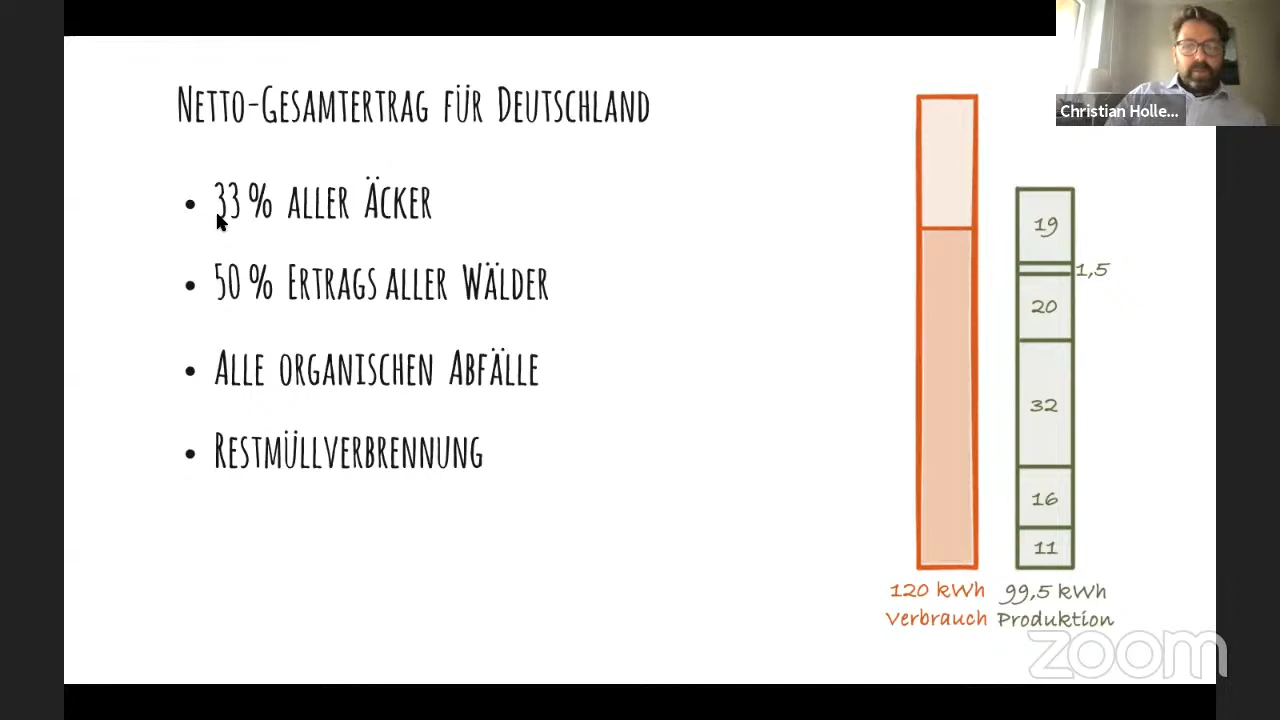 Netto-Gesamtertrag für Deutschland
• 33 % aller Äcker
• 50 % Ertrags aller Wälder
• Alle organischen Abfälle
• Restmüllverbrennung
19
1,5
20
32
16
11
120 kWh
Verbrauch
99,5 kWh
Produktion
Christian Holle...
zoom